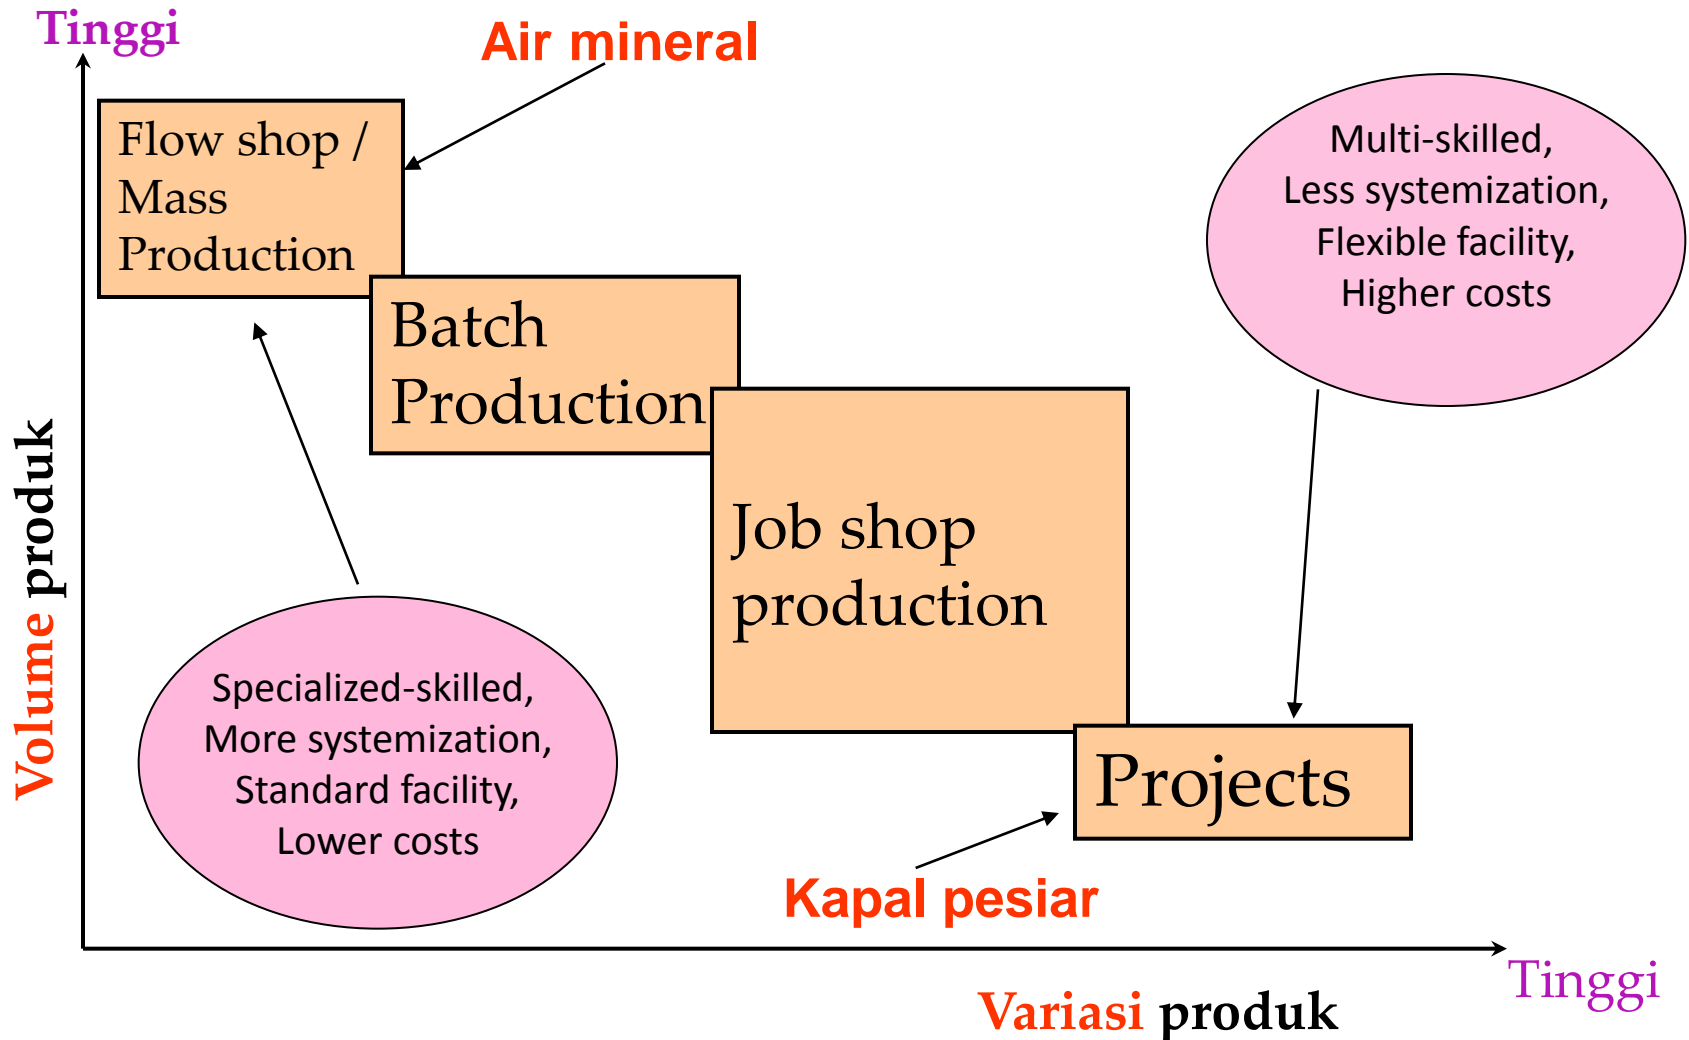 Tinggi
Air mineral
Flow shop /
Mass
Production
Multi-skilled,
Less systemization,
Flexible facility,
Higher costs
Batch
Production
Volume produk
Job shop
production
Specialized-skilled,
More systemization,
Standard facility,
Lower costs
Projects
Kapal pesiar
Tinggi
Variasi produk